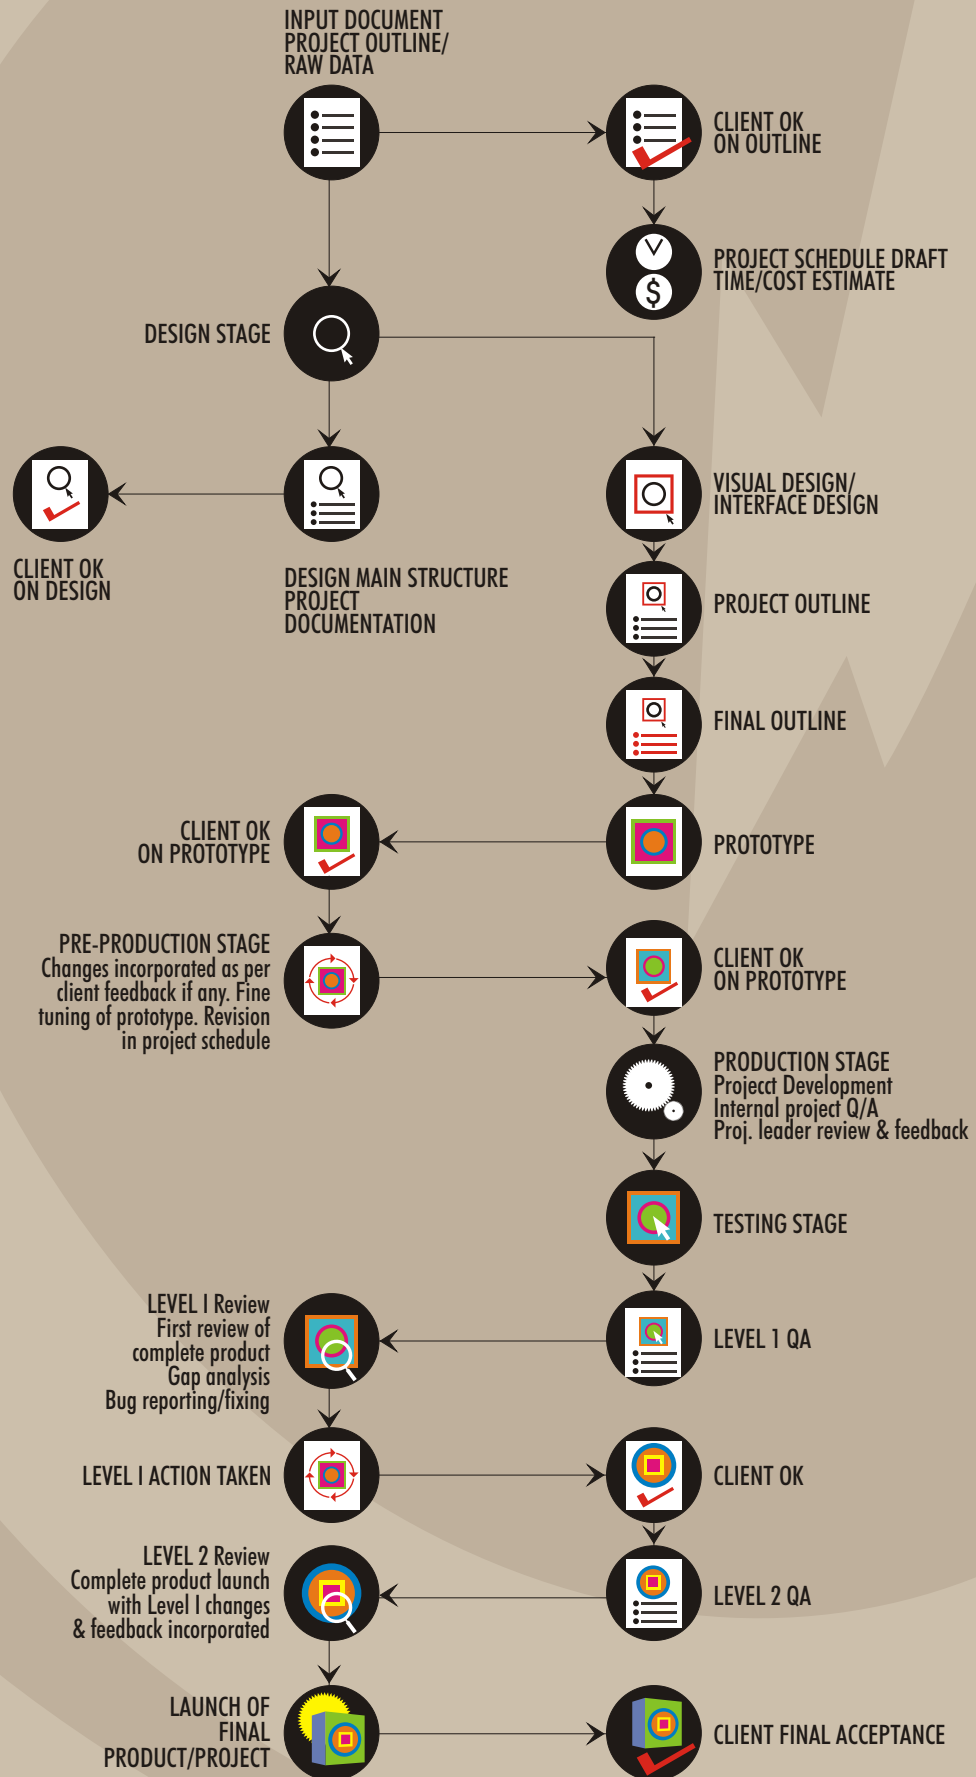 INPUT DOCUMENT
PROJECT OUTLINE/
RAW DATA
CLIENT OK
ON OUTLINE
PROJECT SCHEDULE DRAFT
TIME/COST ESTIMATE
$
DESIGN STAGE
VISUAL DESIGN/
INTERFACE DESIGN
CLIENT OK
ON DESIGN
DESIGN MAIN STRUCTURE
PROJECT
DOCUMENTATION
PROJECT OUTLINE
FINAL OUTLINE
CLIENT OK
ON PROTOTYPE
PROTOTYPE
PRE-PRODUCTION STAGE
Changes incorporated as per
client feedback if any. Fine
tuning of prototype. Revision
in project schedule
CLIENT OK
ON PROTOTYPE
PRODUCTION STAGE
Projecct Development
Internal project Q/A
Proj. leader review & feedback
TESTING STAGE
LEVEL I Review
First review of
complete product
Gap analysis
Bug reporting/fixing
LEVEL 1 QA
LEVEL I ACTION TAKEN
CLIENT OK
LEVEL 2 Review
Complete product launch
with Level I changes
& feedback incorporated
LEVEL 2 QA
LAUNCH OF
FINAL
PRODUCT/PROJECT
CLIENT FINAL ACCEPTANCE